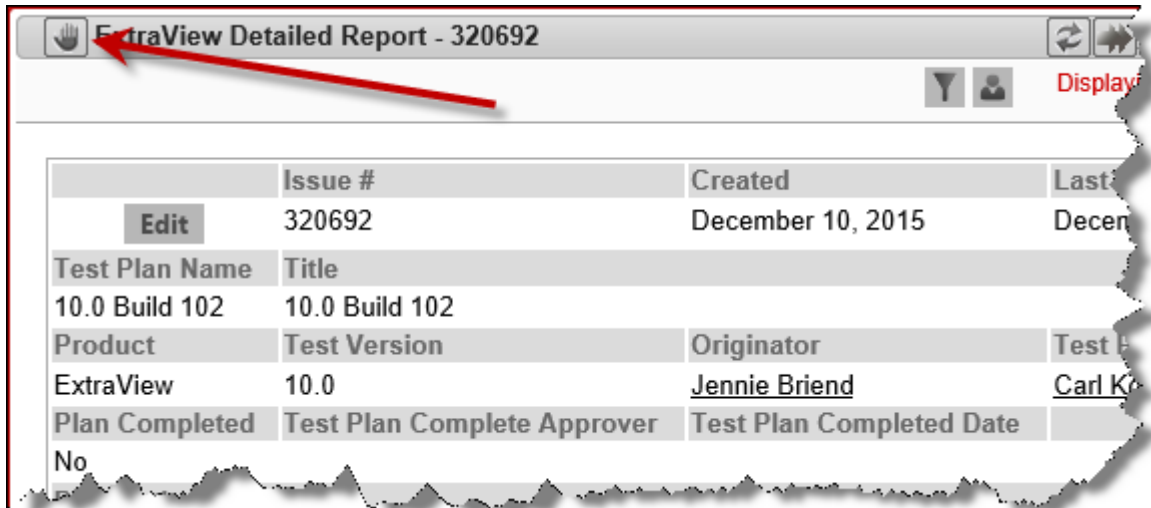 ExtraView Detailed Report - 320692
Issue # Created
Edit 320692 December 10, 2015
Test Plan Name Title
10.0 Build 102 10.0 Build 102
Product Test Version Originator Test
ExtraView 10.0 Jennie Briend Carl
Plan Completed Test Plan Complete Approver Test Plan Completed Date
No